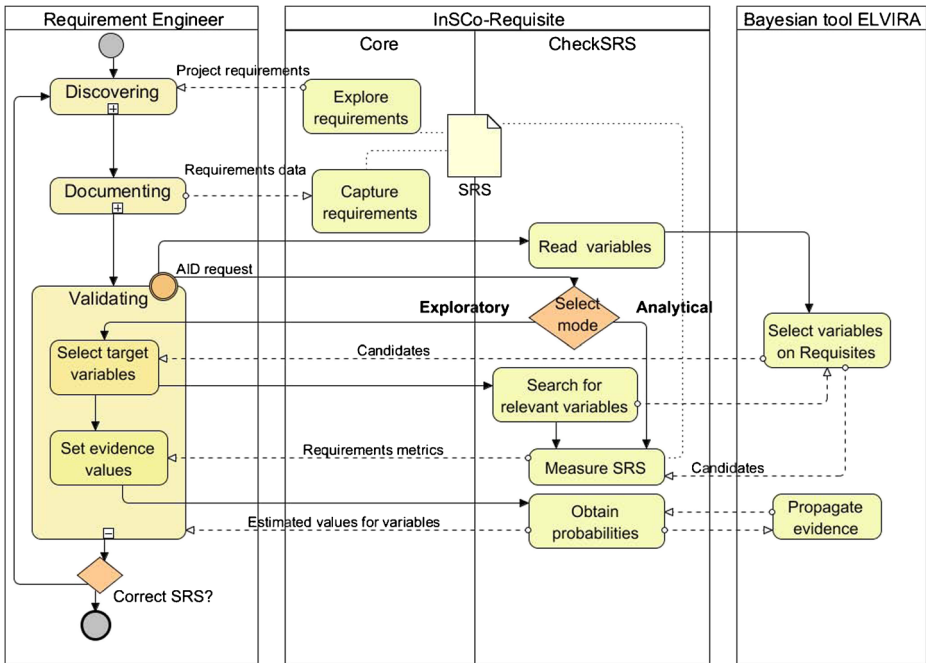 Requirement Engineer
InSCo-Requisite
Bayesian tool ELVIRA
Core
CheckSRS
Project requirements
Discovering
Explore
requirements
Requirements data
SRS
Documenting
Capture
requirements
Read variables
AID request
Validating
Exploratory
Select
mode
Analytical
Select variables
on Requisites
Candidates
Select target
variables
Search for
relevant variables
Set evidence
values
Requirements metrics
Measure SRS
Candidates
Estimated values for variables
Obtain
probabilities
Propagate
evidence
Correct SRS?